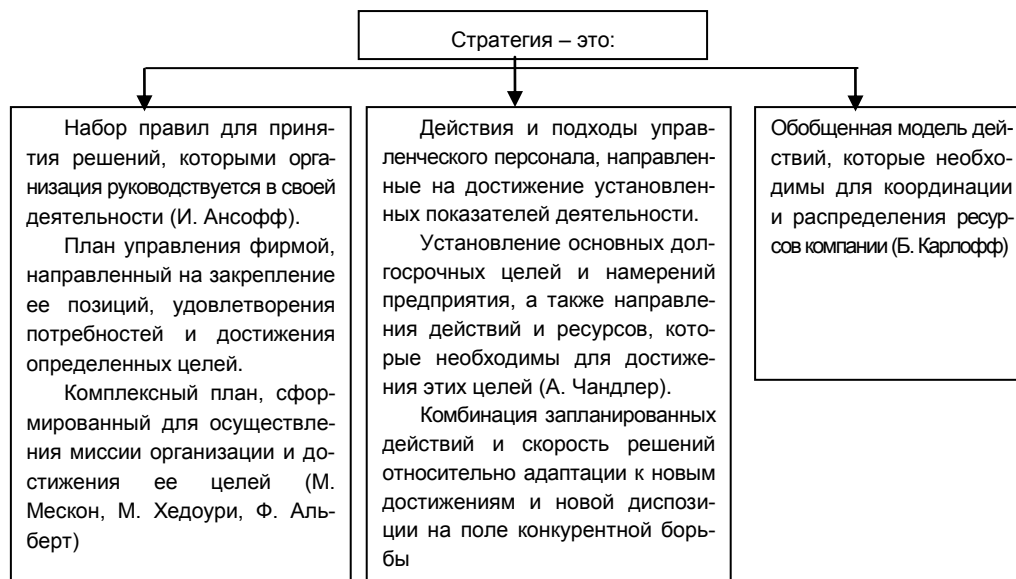 Стратегия – это:
Набор правил для приня-
тия решений, которыми орга-
низация руководствуется в своей
деятельности (И. Ансофф).
План управления фирмой,
направленный на закрепление
ее позиций, удовлетворения
потребностей и достижения
определенных целей.
Комплексный план, сфор-
мированный для осуществле-
ния миссии организации и до-
стижения ее целей (М.
Мескон, М. Хедоури, Ф. Аль-
берт)
Действия и подходы управ-
ленческого персонала, направлен-
ные на достижение установлен-
ных показателей деятельности.
Установление основных дол-
госрочных целей и намерений
предприятия, а также направле-
ния действий и ресурсов, кото-
рые необходимы для достиже-
ния этих целей (А. Чандлер).
Комбинация запланированных
действий и скорость решений
относительно адаптации к новым
достижениям и новой диспози-
ции на поле конкурентной борь-
бы
Обобщенная модель дей-
ствий, которые необхо-
димы для координации
и распределения ресур-
сов компании (Б. Карлофф)